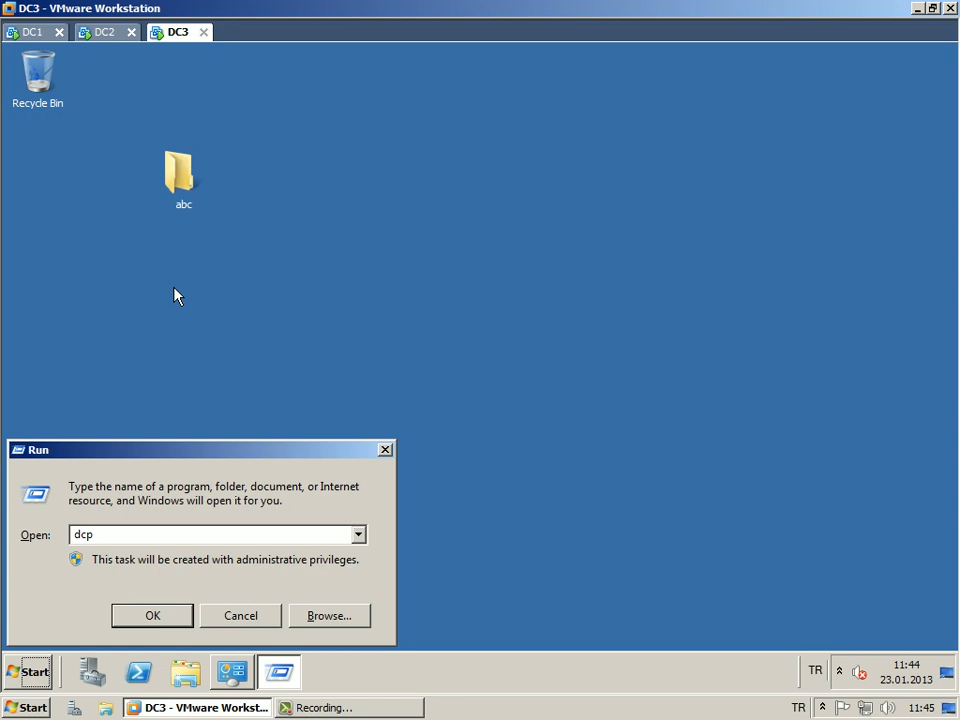 DC3 - VMware Workstation
DC1
DC2
DC3
Recycle Bin
abc
Run
Type the name of a program, folder, document, or Internet
resource, and Windows will open it for you.
Open:
dcp
This task will be created with administrative privileges.
OK
Cancel
Browse...
Start
TR
11:44
23.01.2013
Start
DC3 - VMware Workst...
Recording...
TR
11:45